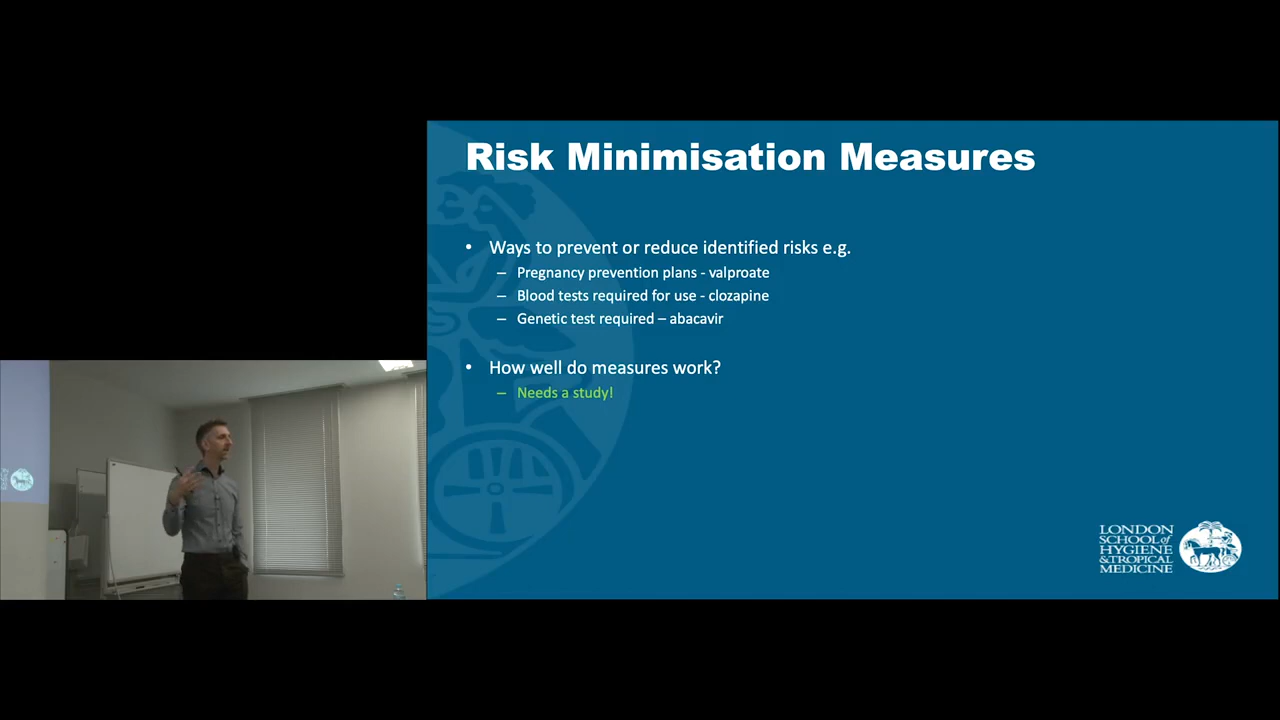 Risk Minimisation Measures
• Ways to prevent or reduce identified risks e.g.
– Pregnancy prevention plans - valproate
– Blood tests required for use - clozapine
– Genetic test required – abacavir
• How well do measures work?
– Needs a study!
LONDON
SCHOOL of
HYGIENE
& TROPICAL
MEDICINE